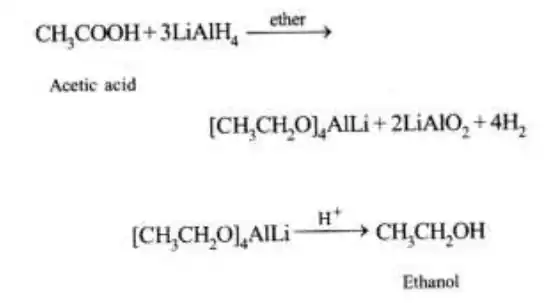 CH₃COOH + 3LiAlH₄ —ether→
Acetic acid
[CH₃CH₂O]₄AlLi + 2LiAlO₂ + 4H₂
[CH₃CH₂O]₄AlLi —H⁺→ CH₃CH₂OH
Ethanol